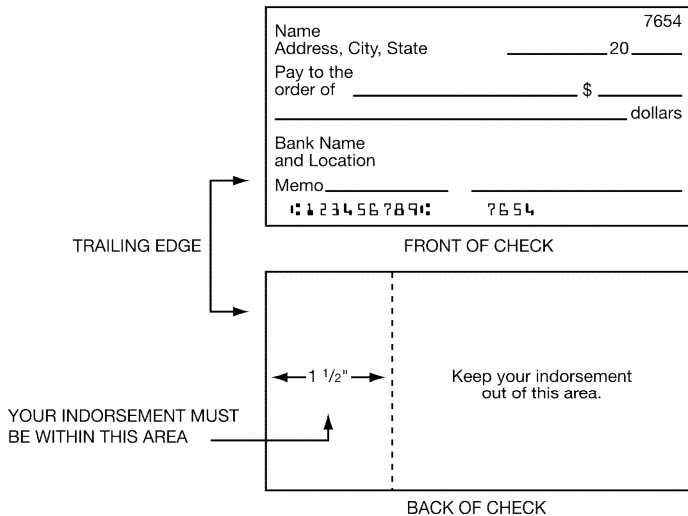 7654
Name
Address, City, State 20
Pay to the
order of $
dollars
Bank Name
and Location
Memo
⑆123456789⑆ 7654
TRAILING EDGE
FRONT OF CHECK
1 1/2"
Keep your indorsement
out of this area.
YOUR INDORSEMENT MUST
BE WITHIN THIS AREA
BACK OF CHECK